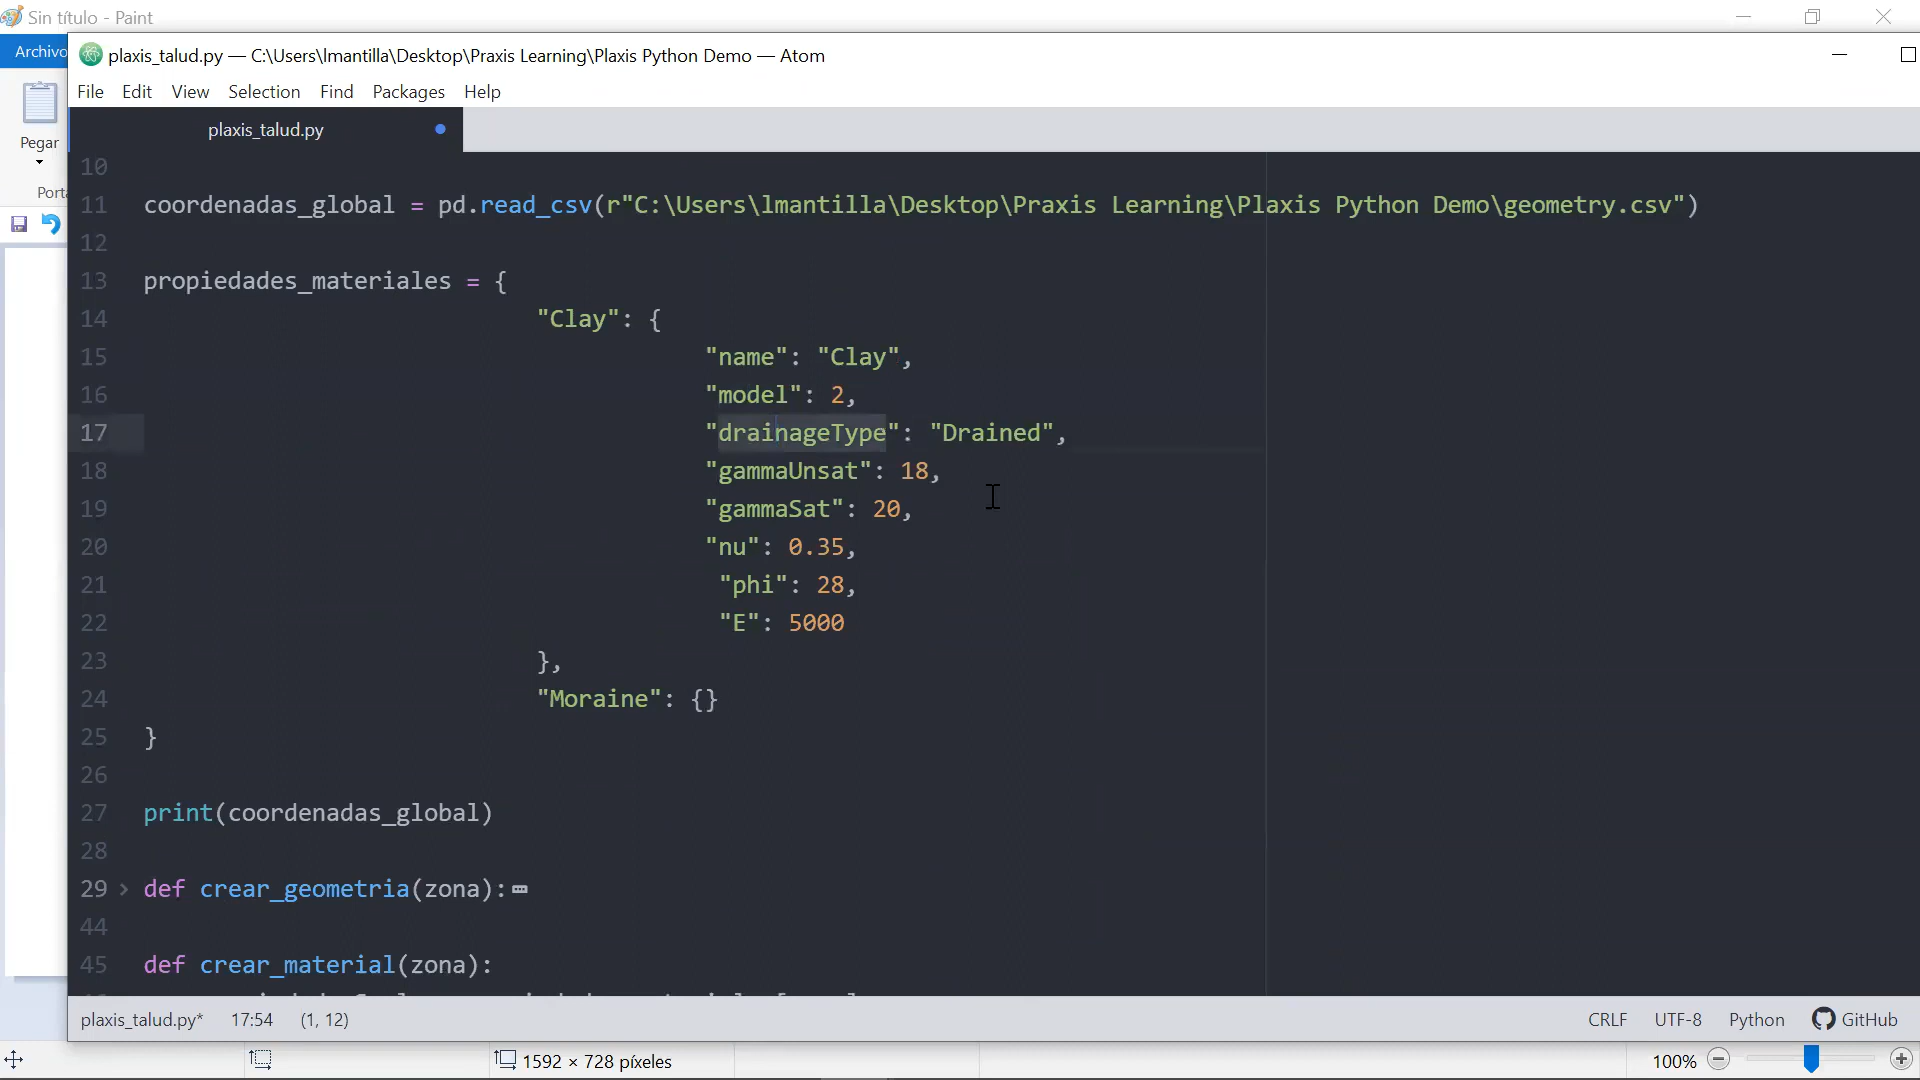 Sin título - Paint
Archivo
plaxis_talud.py — C:\Users\lmantilla\Desktop\Praxis Learning\Plaxis Python Demo — Atom
File Edit View Selection Find Packages Help
Pegar
plaxis_talud.py
10
11 coordenadas_global = pd.read_csv(r"C:\Users\lmantilla\Desktop\Praxis Learning\Plaxis Python Demo\geometry.csv")
12
13 propiedades_materiales = {
14 "Clay": {
15 "name": "Clay",
16 "model": 2,
17 "drainageType": "Drained",
18 "gammaUnsat": 18,
19 "gammaSat": 20,
20 "nu": 0.35,
21 "phi": 28,
22 "E": 5000
23 },
24 "Moraine": {}
25 }
26
27 print(coordenadas_global)
28
29 def crear_geometria(zona):
44
45 def crear_material(zona):
plaxis_talud.py* 17:54 (1, 12) CRLF UTF-8 Python GitHub
1592 × 728 píxeles 100%